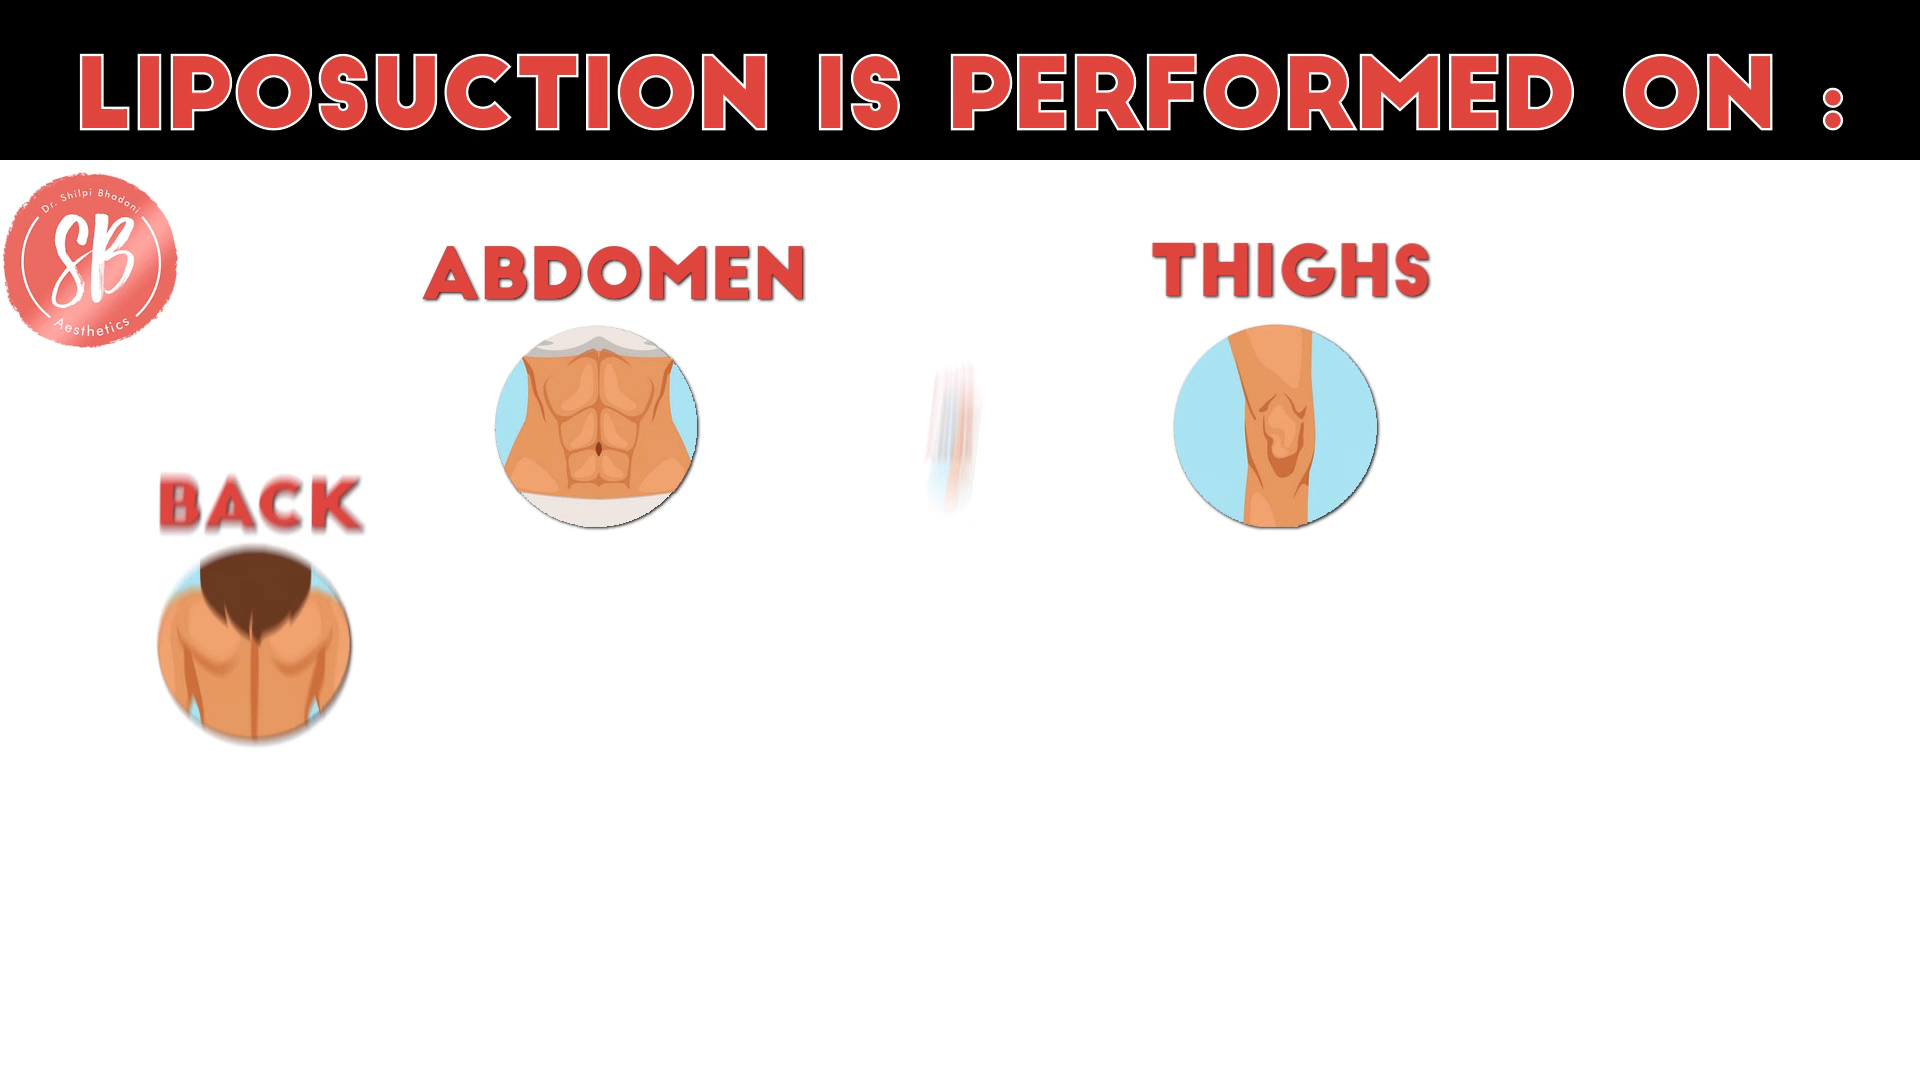 LIPOSUCTION IS PERFORMED ON :
Dr. Shilpi Bhadani
SB
Aesthetics
ABDOMEN
THIGHS
BACK